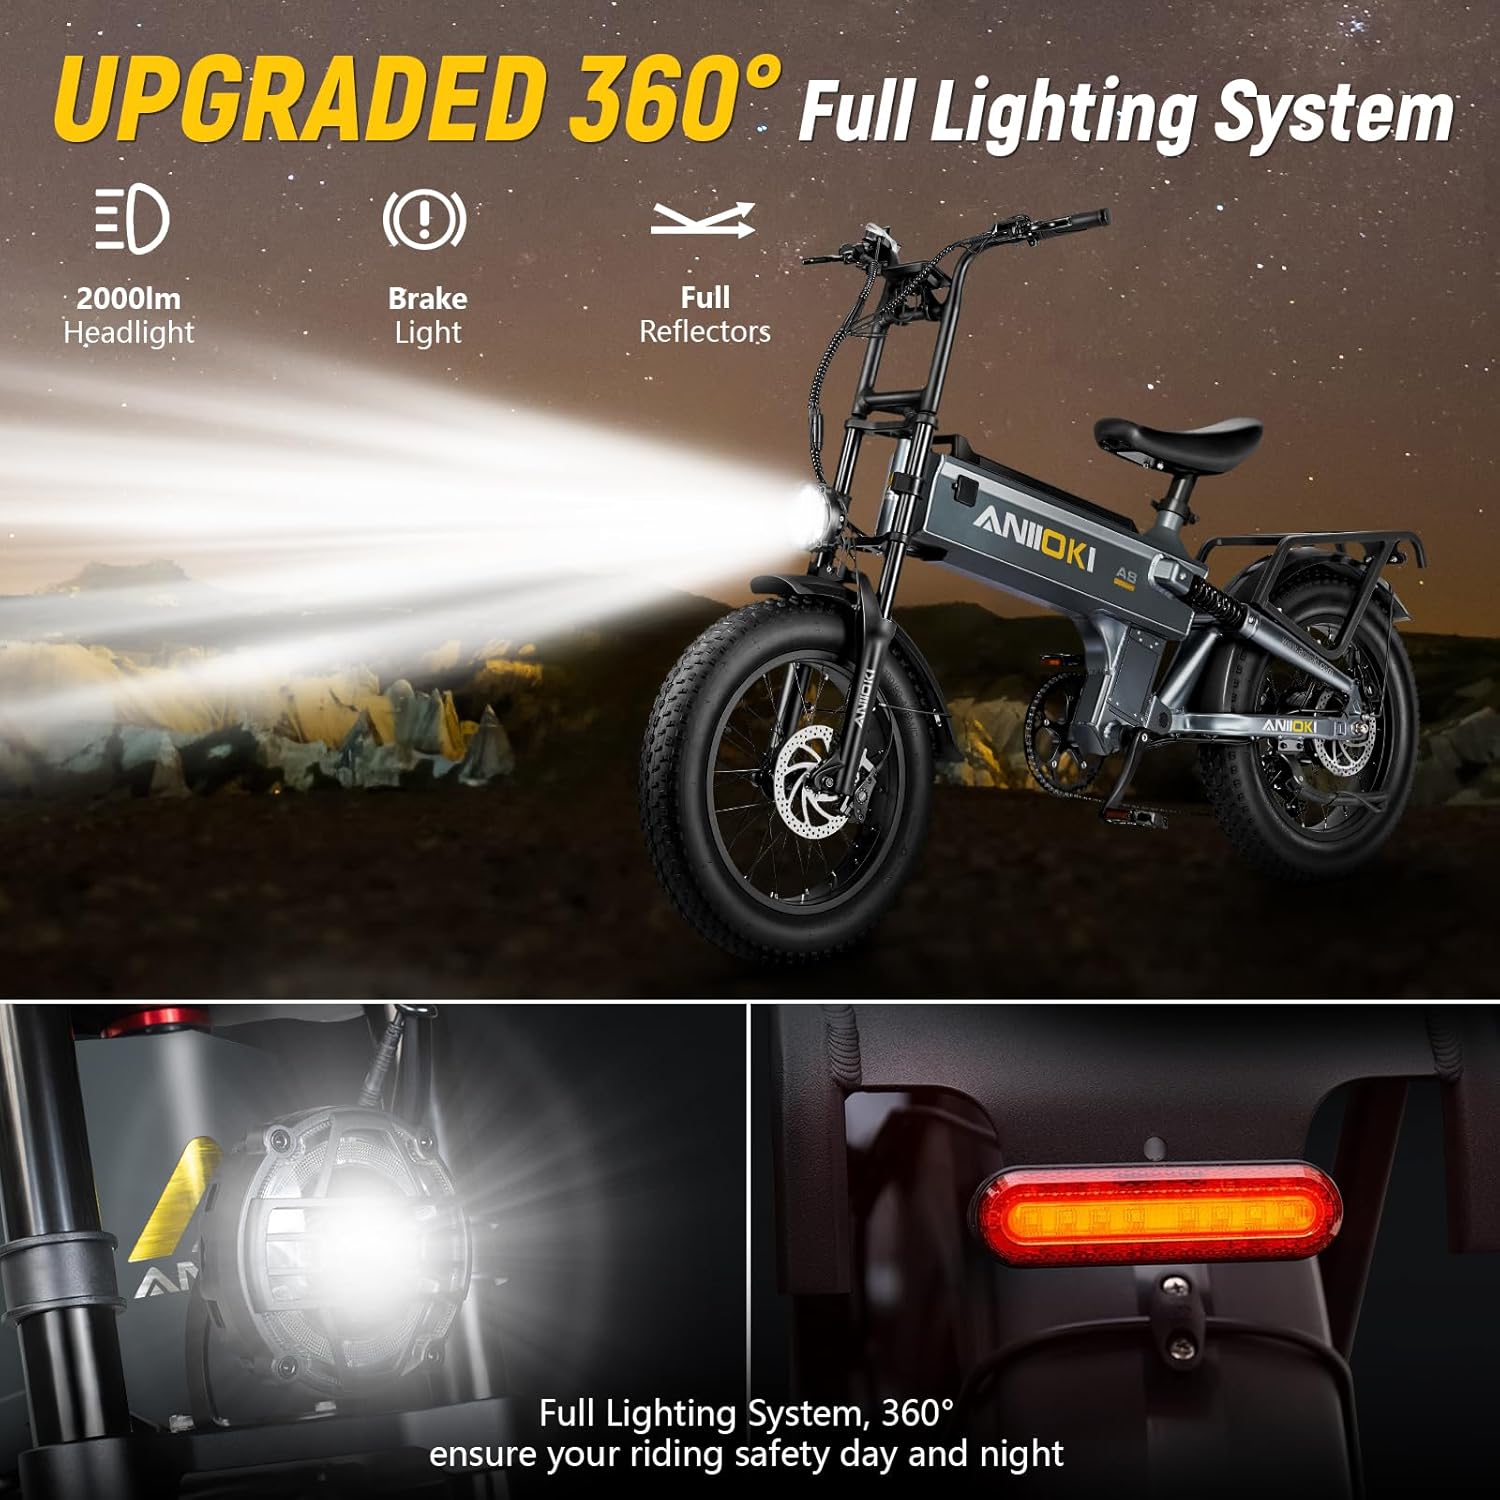 UPGRADED 360° Full Lighting System
2000lm
Headlight
Brake
Light
Full
Reflectors
ANIIOKI
A8
ANIIOKI
ANIIOKI
Full Lighting System, 360°
ensure your riding safety day and night